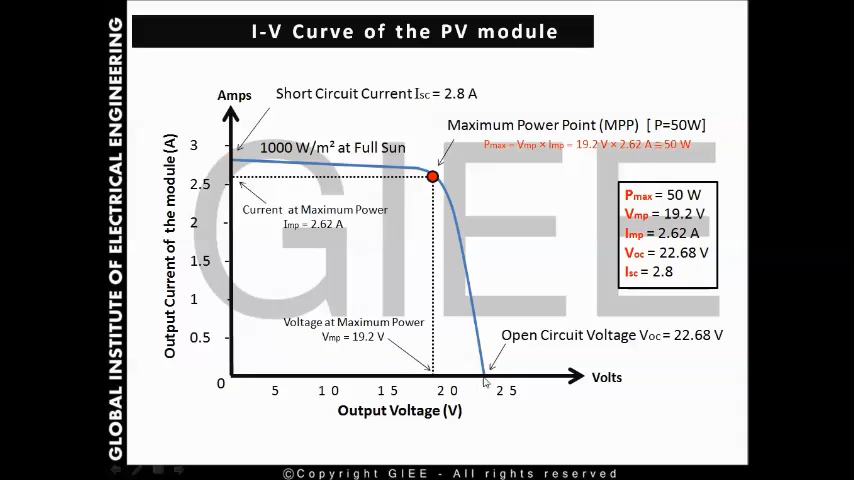 I-V Curve of the PV module
GLOBAL INSTITUTE OF ELECTRICAL ENGINEERING
GIEE
Amps
Short Circuit Current Isc = 2.8 A
Maximum Power Point (MPP) [ P=50W]
Pmax = Vmp × Imp = 19.2 V × 2.62 A ≅ 50 W
1000 W/m² at Full Sun
Output Current of the module (A)
3
2.5
2
1.5
1
0.5
0
Current at Maximum Power
Imp = 2.62 A
Pmax = 50 W
Vmp = 19.2 V
Imp = 2.62 A
Voc = 22.68 V
Isc = 2.8
Voltage at Maximum Power
Vmp = 19.2 V
Open Circuit Voltage Voc = 22.68 V
Volts
5 10 15 20 25
Output Voltage (V)
©Copyright GIEE - All rights reserved